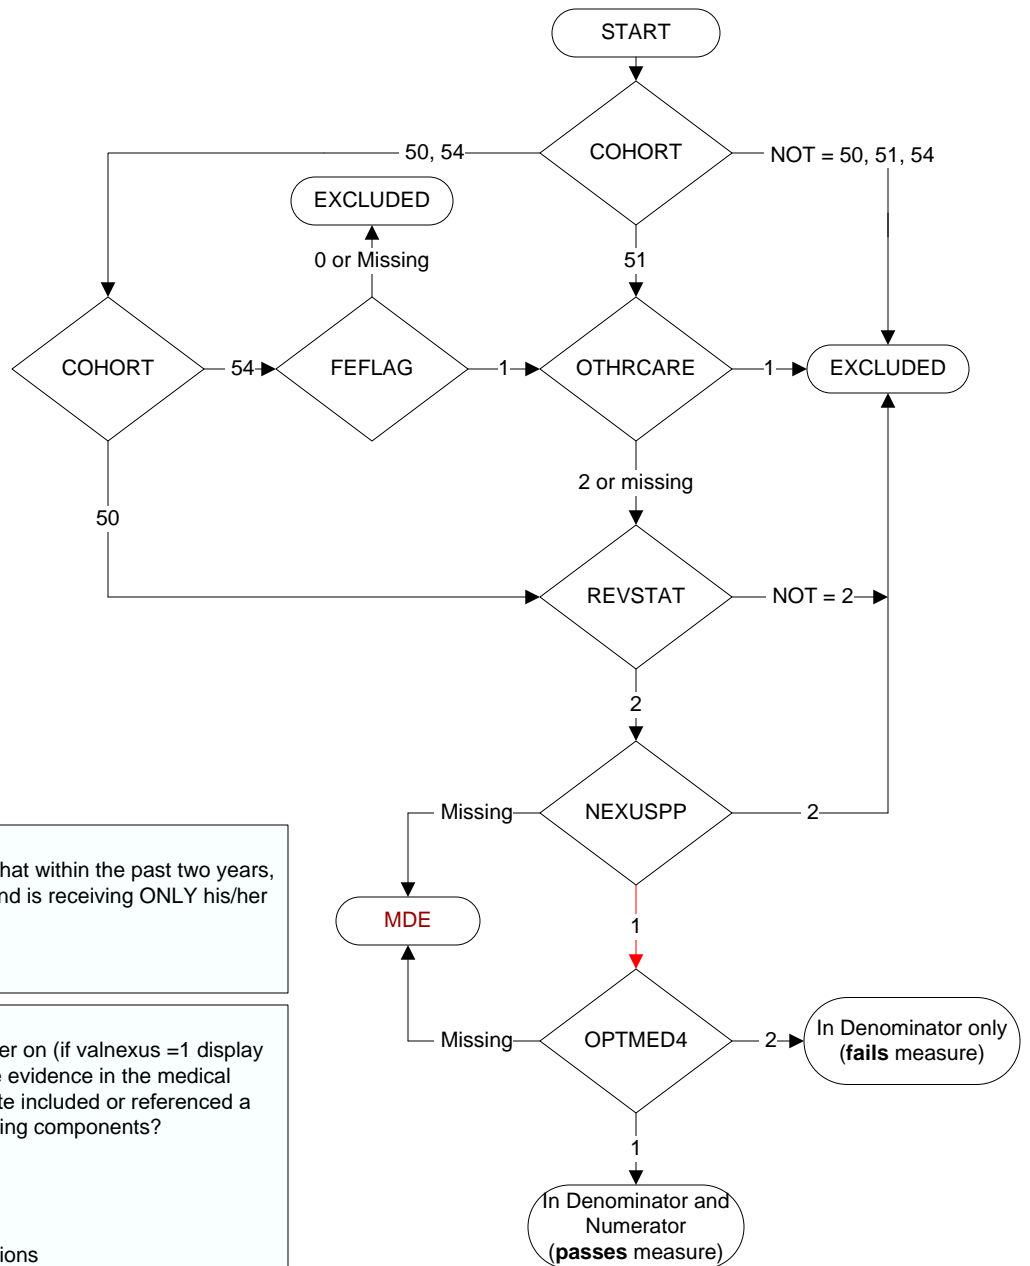 START
COHORT
50, 54
NOT = 50, 51, 54
EXCLUDED
0 or Missing
51
COHORT
54
FEFLAG
1
OTHRCARE
1
EXCLUDED
2 or missing
50
REVSTAT
NOT = 2
2
Missing
NEXUSPP
2
hat within the past two years,
nd is receiving ONLY his/her
MDE
1
er on (if valnexus =1 display
e evidence in the medical
te included or referenced a
ing components?
ions
Missing
OPTMED4
2
In Denominator only
(fails measure)
1
In Denominator and
Numerator
(passes measure)